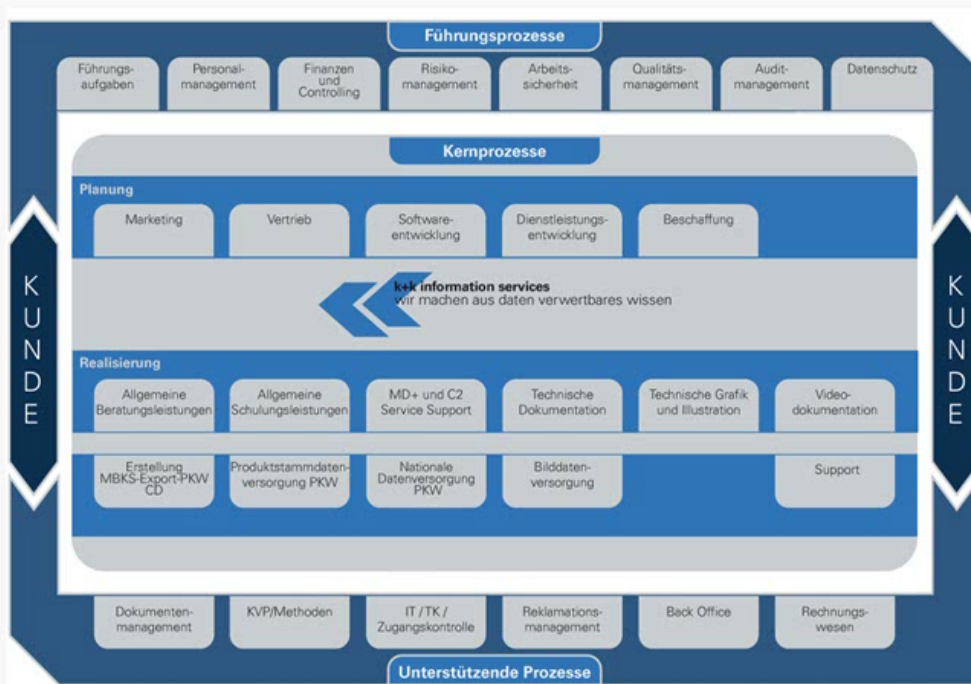 Führungsprozesse
Führungs-
aufgaben
Personal-
management
Finanzen
und
Controlling
Risiko-
management
Arbeits-
sicherheit
Qualitäts-
management
Audit-
management
Datenschutz
Kernprozesse
Planung
Marketing
Vertrieb
Software-
entwicklung
Dienstleistungs-
entwicklung
Beschaffung
KUNDE
k+k information services
wir machen aus daten verwertbares wissen
KUNDE
Realisierung
Allgemeine
Beratungsleistungen
Allgemeine
Schulungsleistungen
MD+ und C2
Service Support
Technische
Dokumentation
Technische Grafik
und Illustration
Video-
dokumentation
Erstellung
MBKS-Export-PKW
CD
Produktstammdaten-
versorgung PKW
Nationale
Datenversorgung
PKW
Bilddaten-
versorgung
Support
Dokumenten-
management
KVP/Methoden
IT / TK /
Zugangskontrolle
Reklamations-
management
Back Office
Rechnungs-
wesen
Unterstützende Prozesse